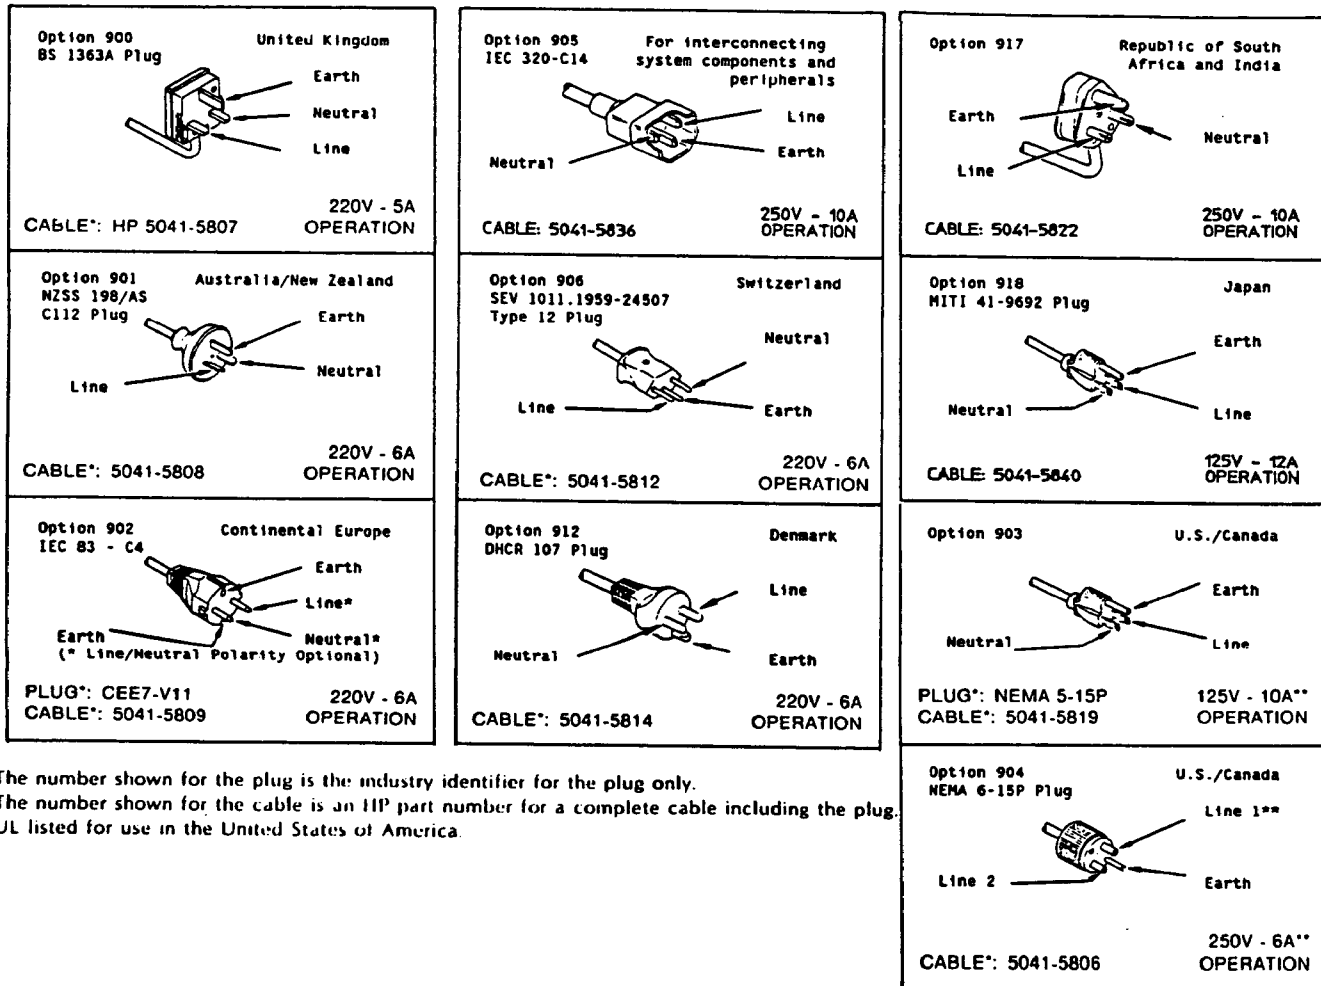 Option 900 United Kingdom
BS 1363A Plug
Earth
Neutral
Line
220V - 5A
CABLE*: HP 5041-5807 OPERATION
Option 901 Australia/New Zealand
NZSS 198/AS
C112 Plug
Earth
Neutral
Line
220V - 6A
CABLE*: 5041-5808 OPERATION
Option 902 Continental Europe
IEC 83 - C4
Earth
Line*
Earth Neutral*
(* Line/Neutral Polarity Optional)
PLUG*: CEE7-V11 220V - 6A
CABLE*: 5041-5809 OPERATION
Option 905 For interconnecting
IEC 320-C14 system components and
peripherals
Line
Earth
Neutral
250V - 10A
CABLE: 5041-5836 OPERATION
Option 906 Switzerland
SEV 1011.1959-24507
Type 12 Plug
Neutral
Line Earth
220V - 6A
CABLE*: 5041-5812 OPERATION
Option 912 Denmark
DHCR 107 Plug
Line
Neutral Earth
220V - 6A
CABLE*: 5041-5814 OPERATION
Option 917 Republic of South
Africa and India
Earth
Neutral
Line
250V - 10A
CABLE: 5041-5822 OPERATION
Option 918 Japan
MITI 41-9692 Plug
Earth
Neutral Line
125V - 12A
CABLE: 5041-5840 OPERATION
Option 903 U.S./Canada
Earth
Neutral Line
PLUG*: NEMA 5-15P 125V - 10A**
CABLE*: 5041-5819 OPERATION
Option 904 U.S./Canada
NEMA 6-15P Plug
Line 1**
Line 2 Earth
250V - 6A**
CABLE*: 5041-5806 OPERATION
The number shown for the plug is the industry identifier for the plug only.
The number shown for the cable is an HP part number for a complete cable including the plug.
UL listed for use in the United States of America.